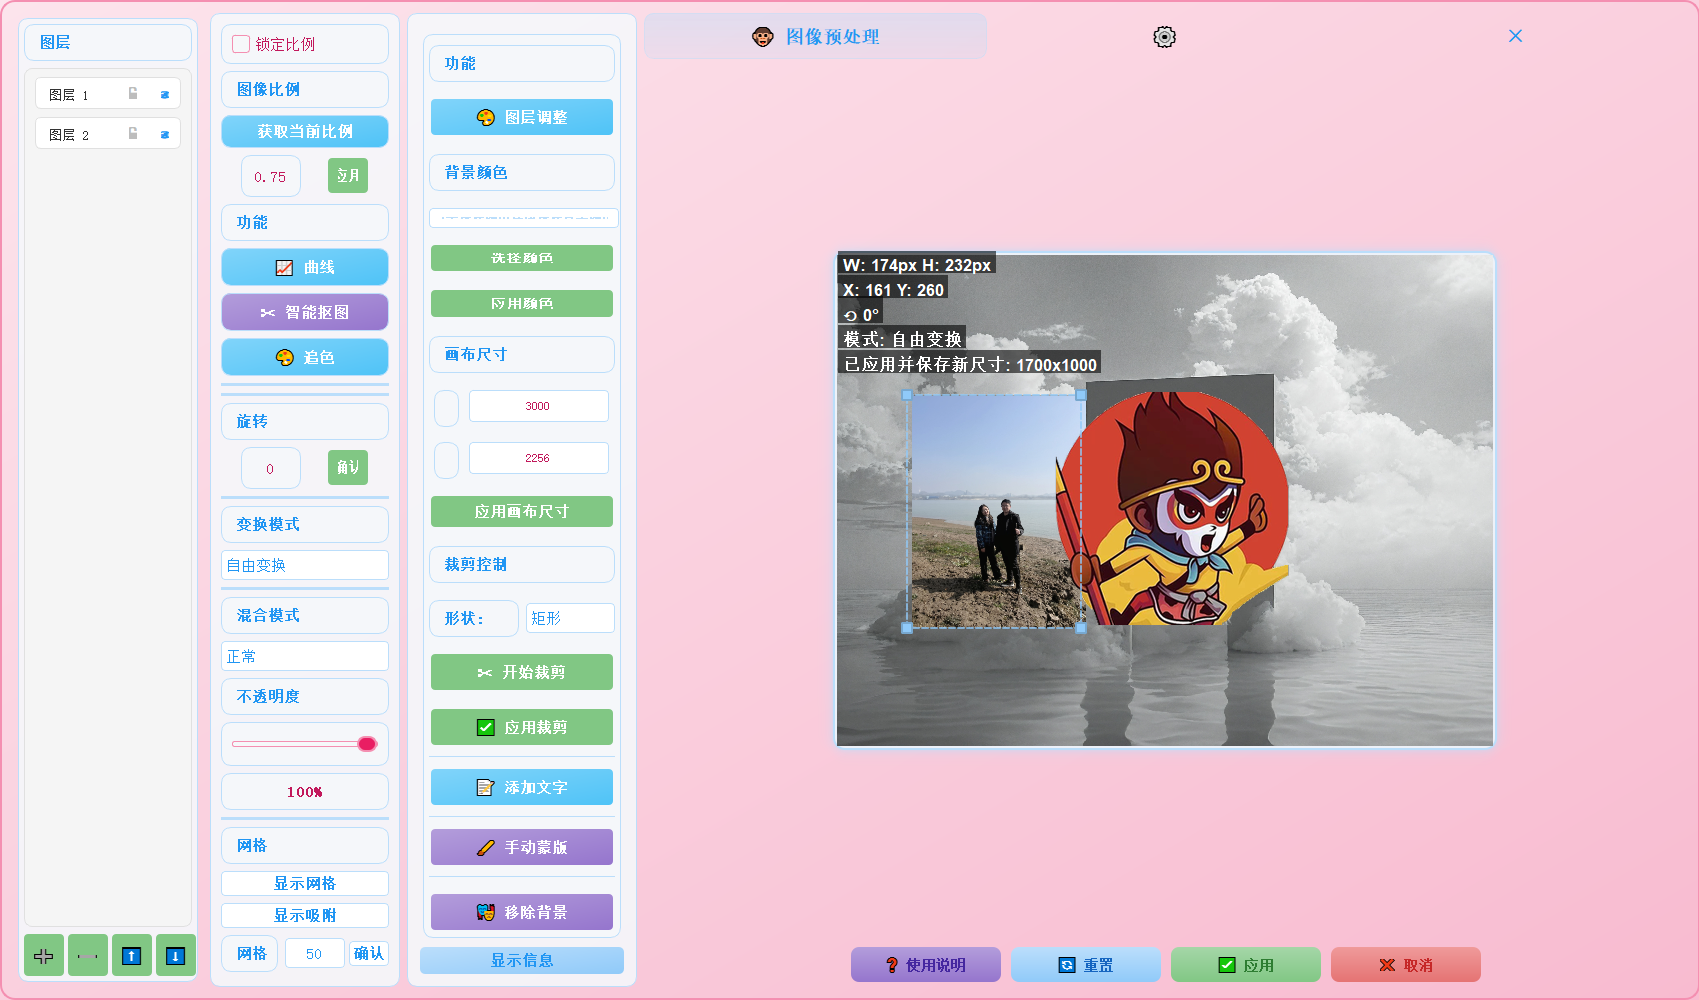 图层
图层 1
图层 2
锁定比例
图像比例
获取当前比例
0.75
应用
功能
曲线
智能抠图
追色
旋转
0
确认
变换模式
自由变换
混合模式
正常
不透明度
100%
网格
显示网格
显示吸附
网格 50 确认
功能
图层调整
背景颜色
选择颜色
应用颜色
画布尺寸
3000
2256
应用画布尺寸
裁剪控制
形状: 矩形
开始裁剪
应用裁剪
添加文字
手动蒙版
移除背景
显示信息
图像预处理
W: 174px H: 232px
X: 161 Y: 260
0°
模式: 自由变换
已应用并保存新尺寸: 1700x1000
使用说明
重置
应用
取消